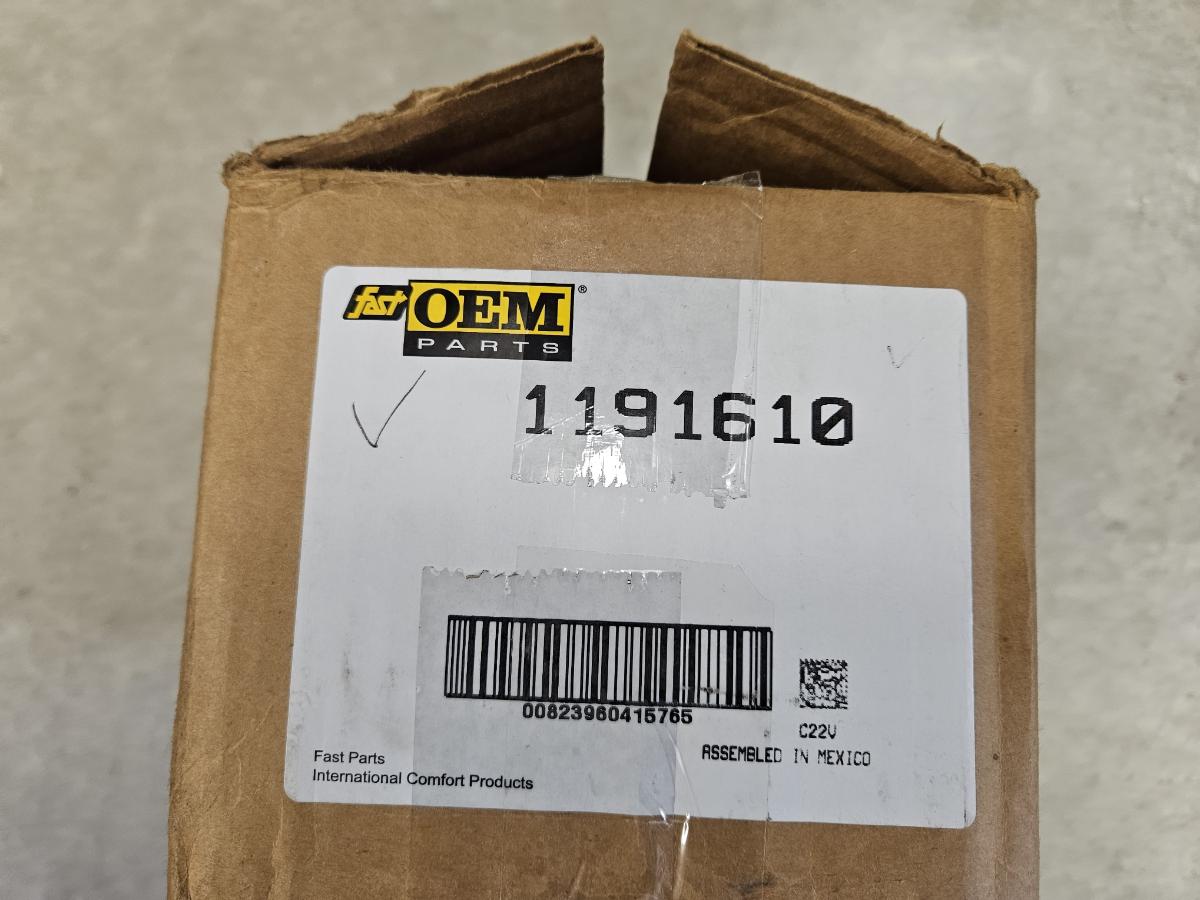 fast OEM®
PARTS
1191610
00823960415765
C22V
ASSEMBLED IN MEXICO
Fast Parts
International Comfort Products